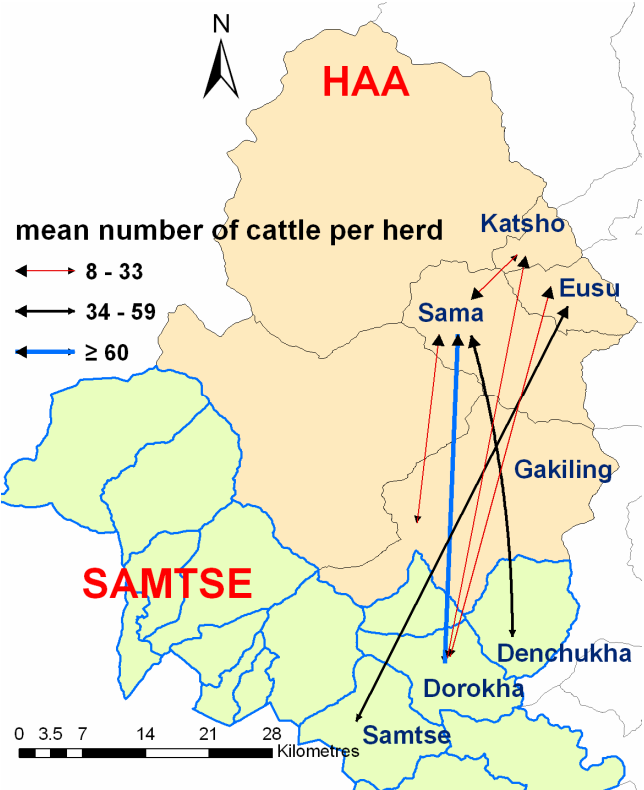 N
HAA
Katsho
mean number of cattle per herd
8 - 33
Eusu
34 - 59
Sama
≥ 60
Gakiling
SAMTSE
Denchukha
Dorokha
Samtse
0 3.5 7 14 21 28
Kilometres